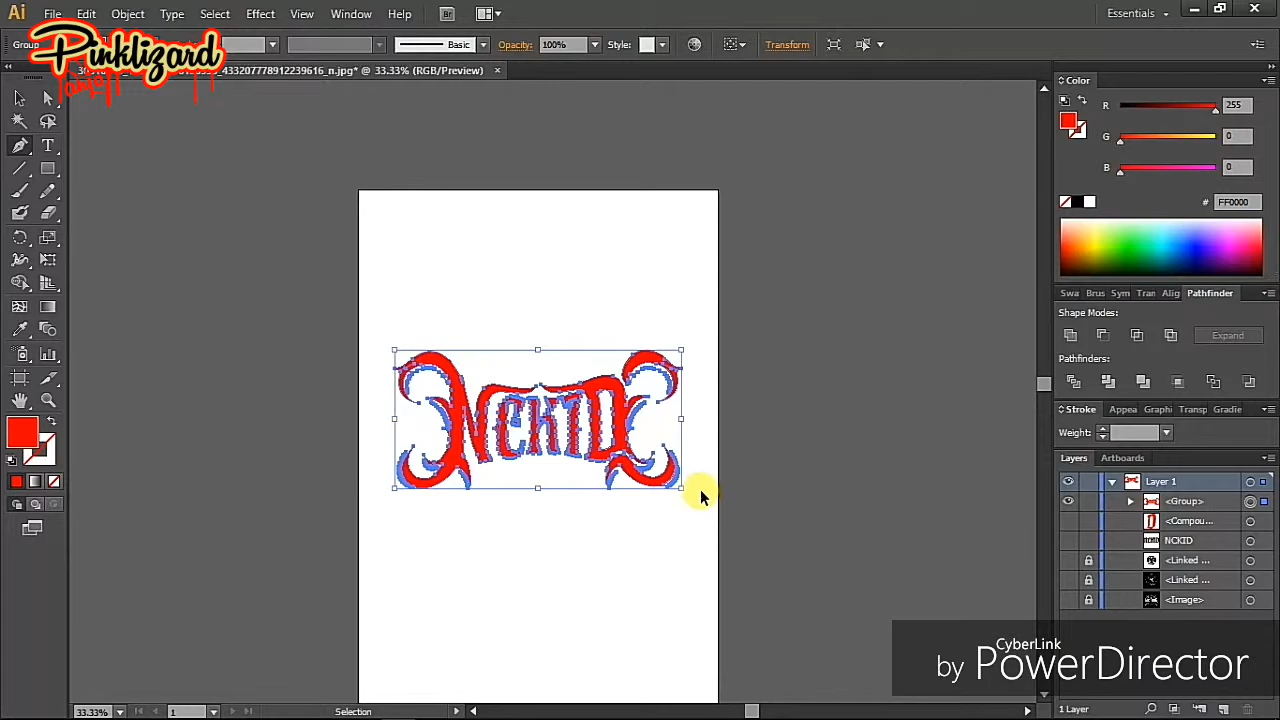 Ai File Edit Object Type Select Effect View Window Help Br Essentials
Group Basic Opacity: 100% Style: Transform
Pinklizard
433207778912239616_n.jpg* @ 33.33% (RGB/Preview) ×
Color
R 255
G 0
B 0
# FF0000
Swa Brus Sym Tran Alig Pathfinder
Shape Modes:
Expand
Pathfinders:
Stroke Appea Graphi Transp Gradie
Weight:
Layers Artboards
Layer 1
<Group>
<Compou...
NCKID
<Linked ...
<Linked ...
<Image>
NCKID
CyberLink
by PowerDirector
33.33% 1 Selection 1 Layer